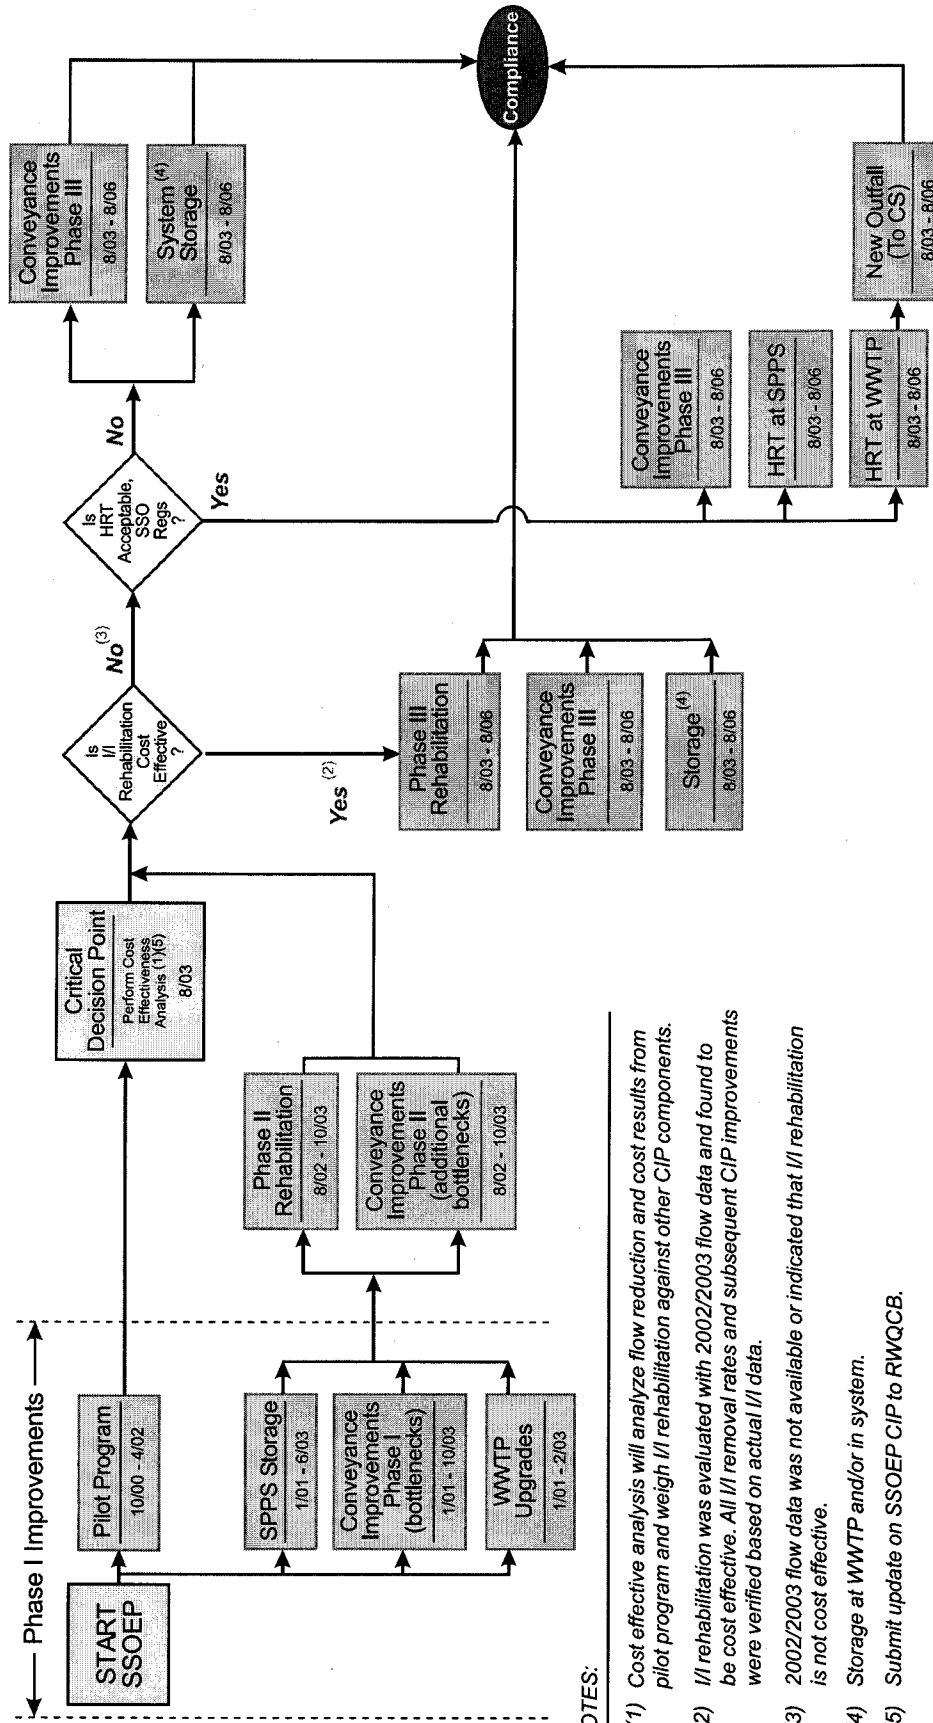 Phase I Improvements
START
SSOEP
Pilot Program
10/00 -4/02
SPPS Storage
1/01 - 6/03
Conveyance
Improvements
Phase I
(bottlenecks)
1/01 - 10/03
WWTP
Upgrades
1/01 - 2/03
Phase II
Rehabilitation
8/02 - 10/03
Conveyance
Improvements
Phase II
(additional
bottlenecks)
8/02 - 10/03
Critical
Decision Point
Perform Cost
Effectiveness
Analysis (1)(5)
8/03
Is
I/I
Rehabilitation
Cost
Effective
?
No (3)
Yes (2)
Phase III
Rehabilitation
8/03 - 8/06
Conveyance
Improvements
Phase III
8/03 - 8/06
Storage (4)
8/03 - 8/06
Is
HRT
Acceptable,
SSO
Regs
?
No
Yes
Conveyance
Improvements
Phase III
8/03 - 8/06
System (4)
Storage
8/03 - 8/06
Conveyance
Improvements
Phase III
8/03 - 8/06
HRT at SPPS
8/03 - 8/06
HRT at WWTP
8/03 - 8/06
New Outfall
(To CS)
8/03 - 8/06
Compliance
OTES:
1) Cost effective analysis will analyze flow reduction and cost results from
pilot program and weigh I/I rehabilitation against other CIP components.
2) I/I rehabilitation was evaluated with 2002/2003 flow data and found to
be cost effective. All I/I removal rates and subsequent CIP improvements
were verified based on actual I/I data.
3) 2002/2003 flow data was not available or indicated that I/I rehabilitation
is not cost effective.
4) Storage at WWTP and/or in system.
5) Submit update on SSOEP CIP to RWQCB.